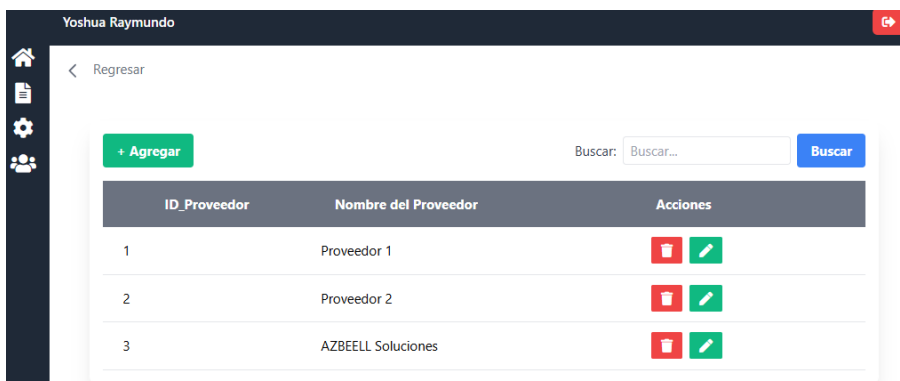 Yoshua Raymundo
Regresar
+ Agregar
Buscar: Buscar... Buscar
ID_Proveedor Nombre del Proveedor Acciones
1 Proveedor 1
2 Proveedor 2
3 AZBEELL Soluciones